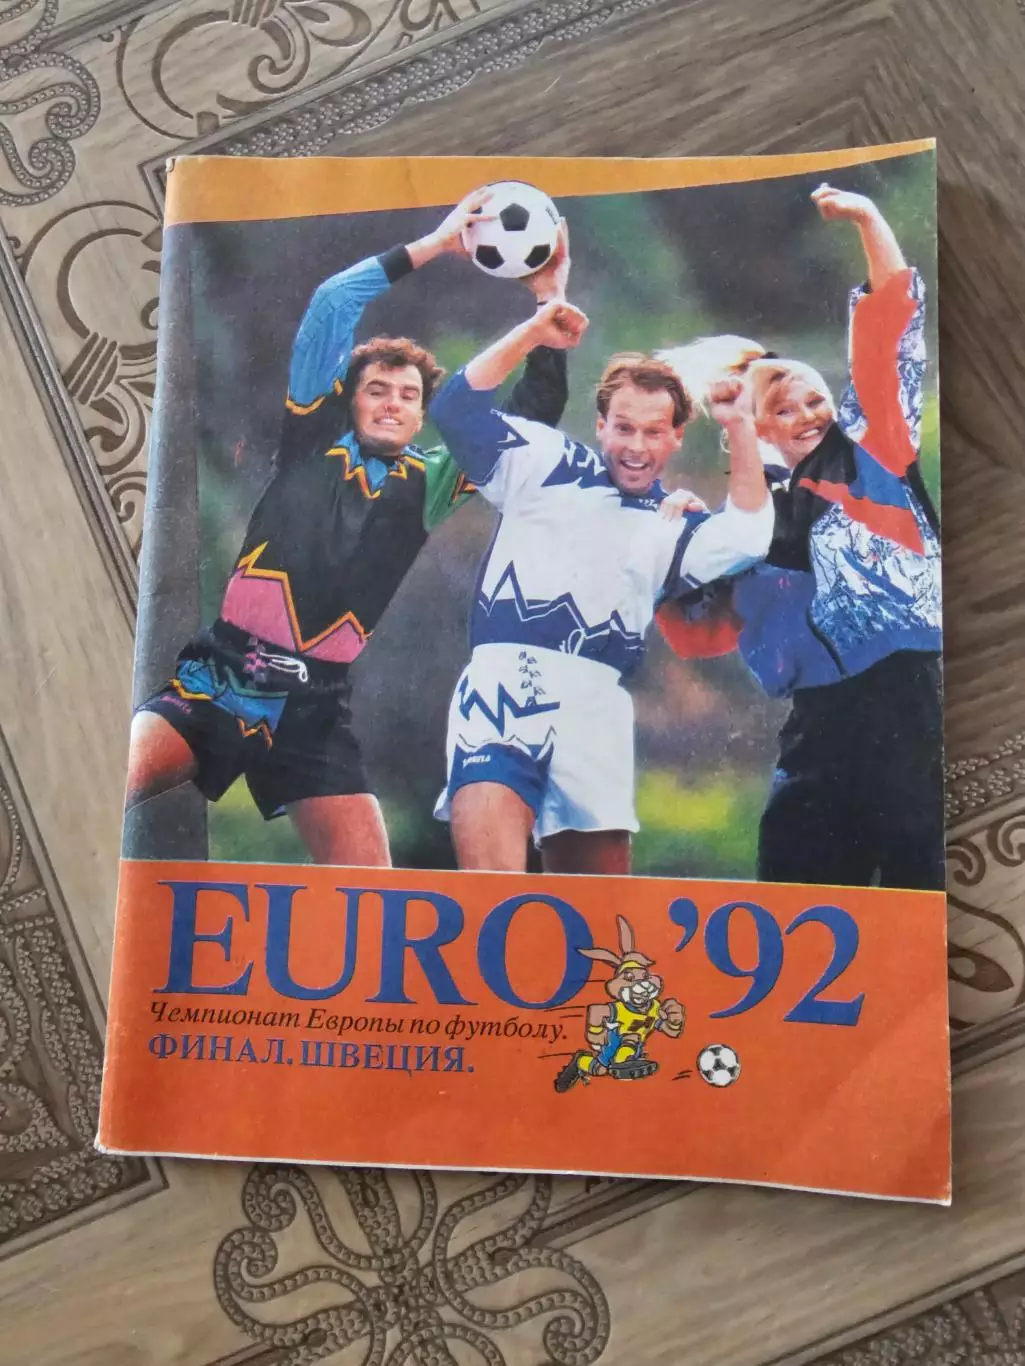 EURO '92
Чемпионат Европы по футболу.
ФИНАЛ. ШВЕЦИЯ.